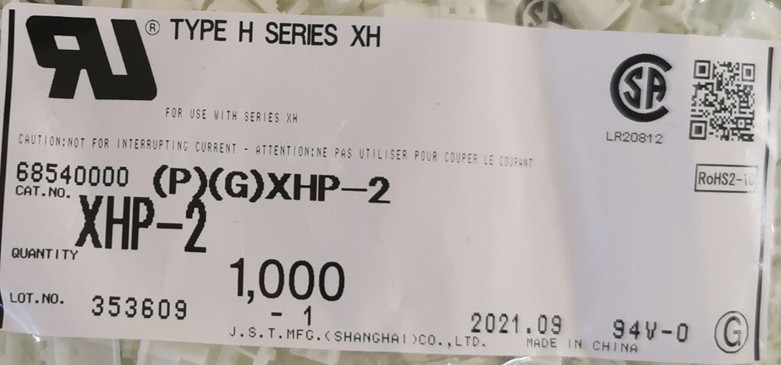 ® TYPE H SERIES XH
FOR USE WITH SERIES XH
LR20812
CAUTION:NOT FOR INTERRUPTING CURRENT - ATTENTION:NE PAS UTILISER POUR COUPER LE COURANT
68540000 (P)(G)XHP-2
RoHS2-10
CAT.NO. XHP-2
QUANTITY 1,000
- 1
LOT.NO. 353609
2021.09 94V-0 G
J.S.T.MFG.(SHANGHAI)CO.,LTD. MADE IN CHINA